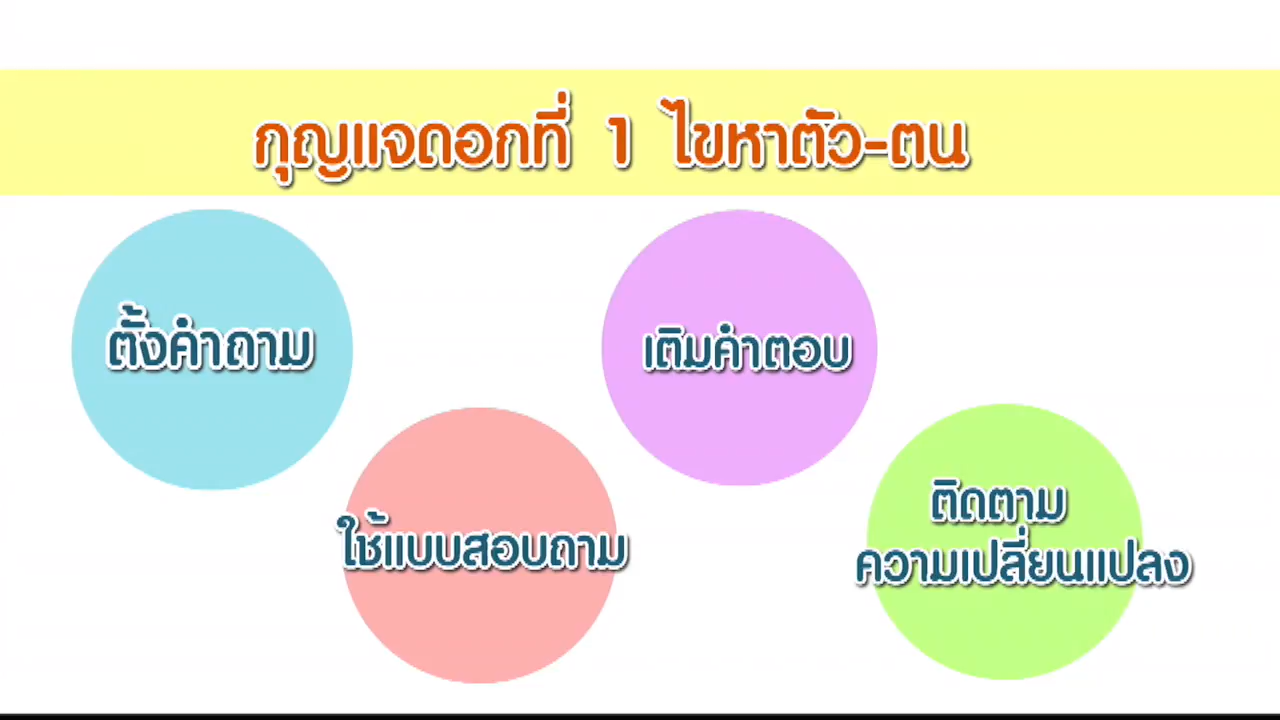 กุญแจดอกที่ 1 ไขหาตัว-ตน
ตั้งคำถาม
เติมคำตอบ
ใช้แบบสอบถาม
ติดตาม
ความเปลี่ยนแปลง